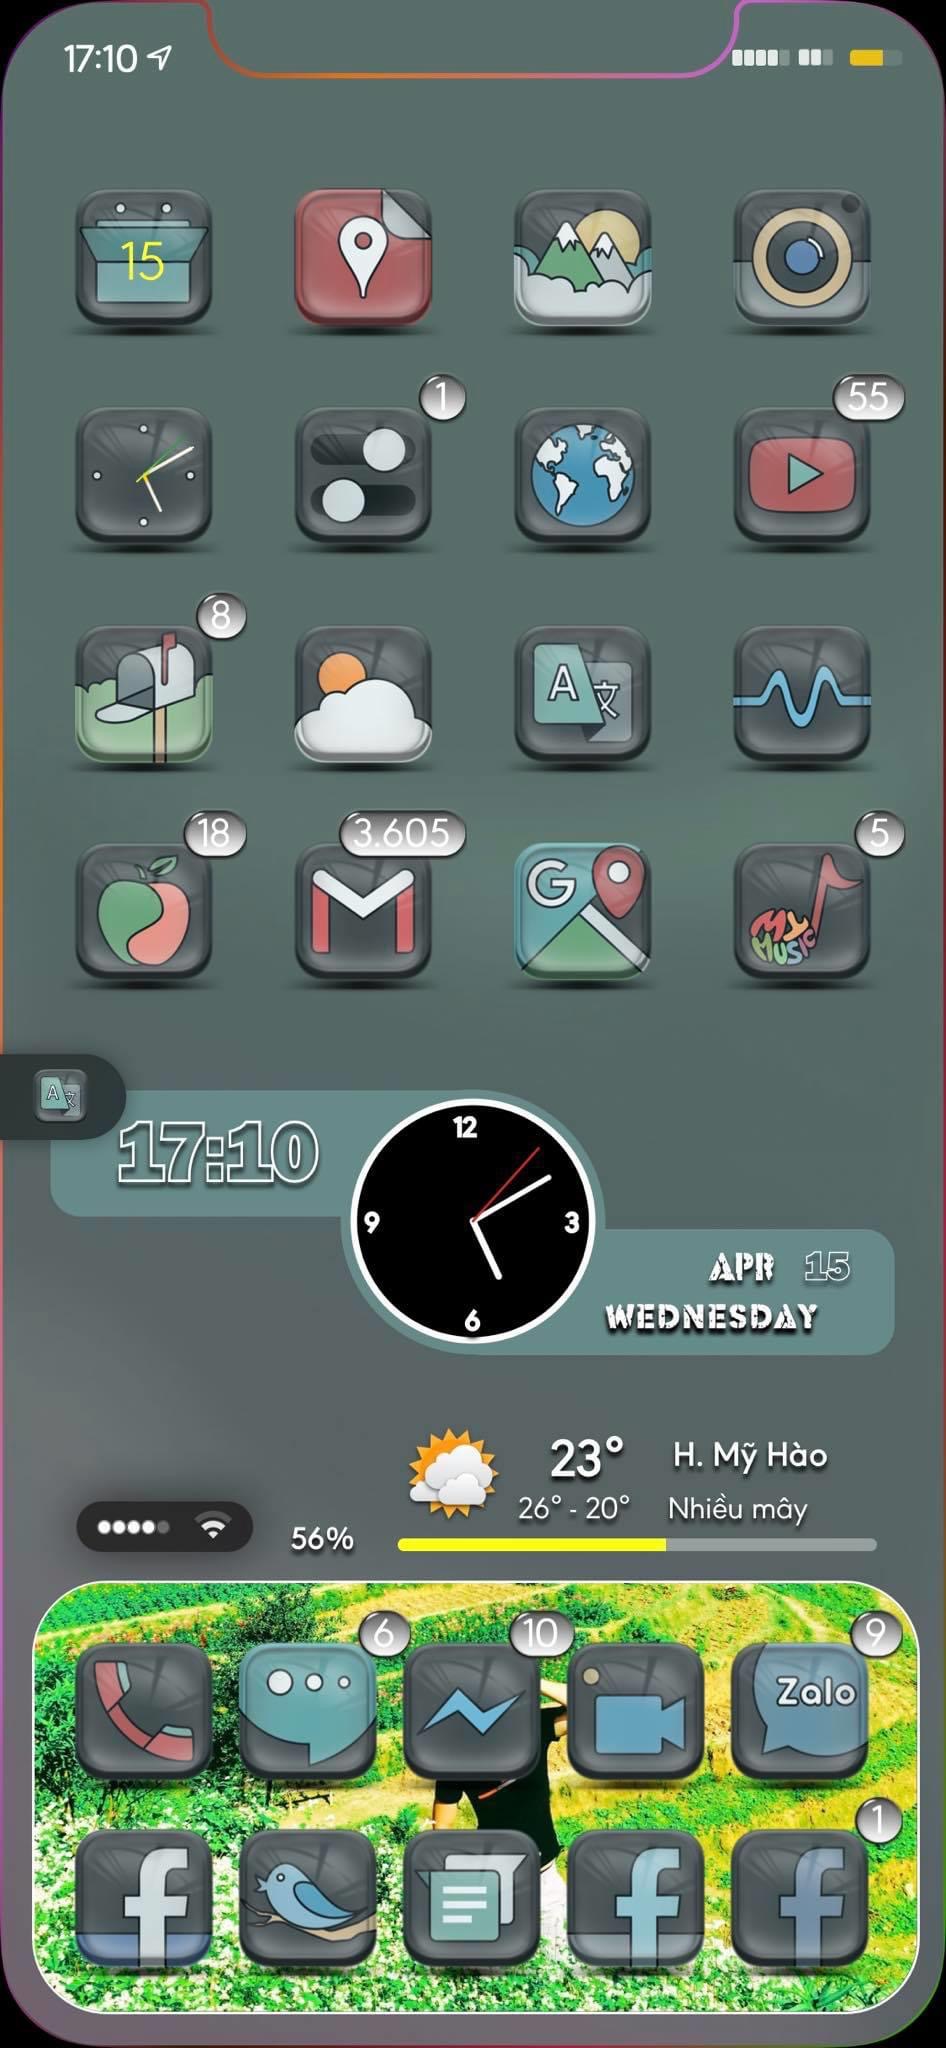 17:10
15
1
55
8
A 文
18
3.605
5
M
G
My Music
A 文
17:10
12
9
3
6
APR 15
WEDNESDAY
23° H. Mỹ Hào
26° - 20° Nhiều mây
56%
6
10
9
Zalo
1
f
f
f